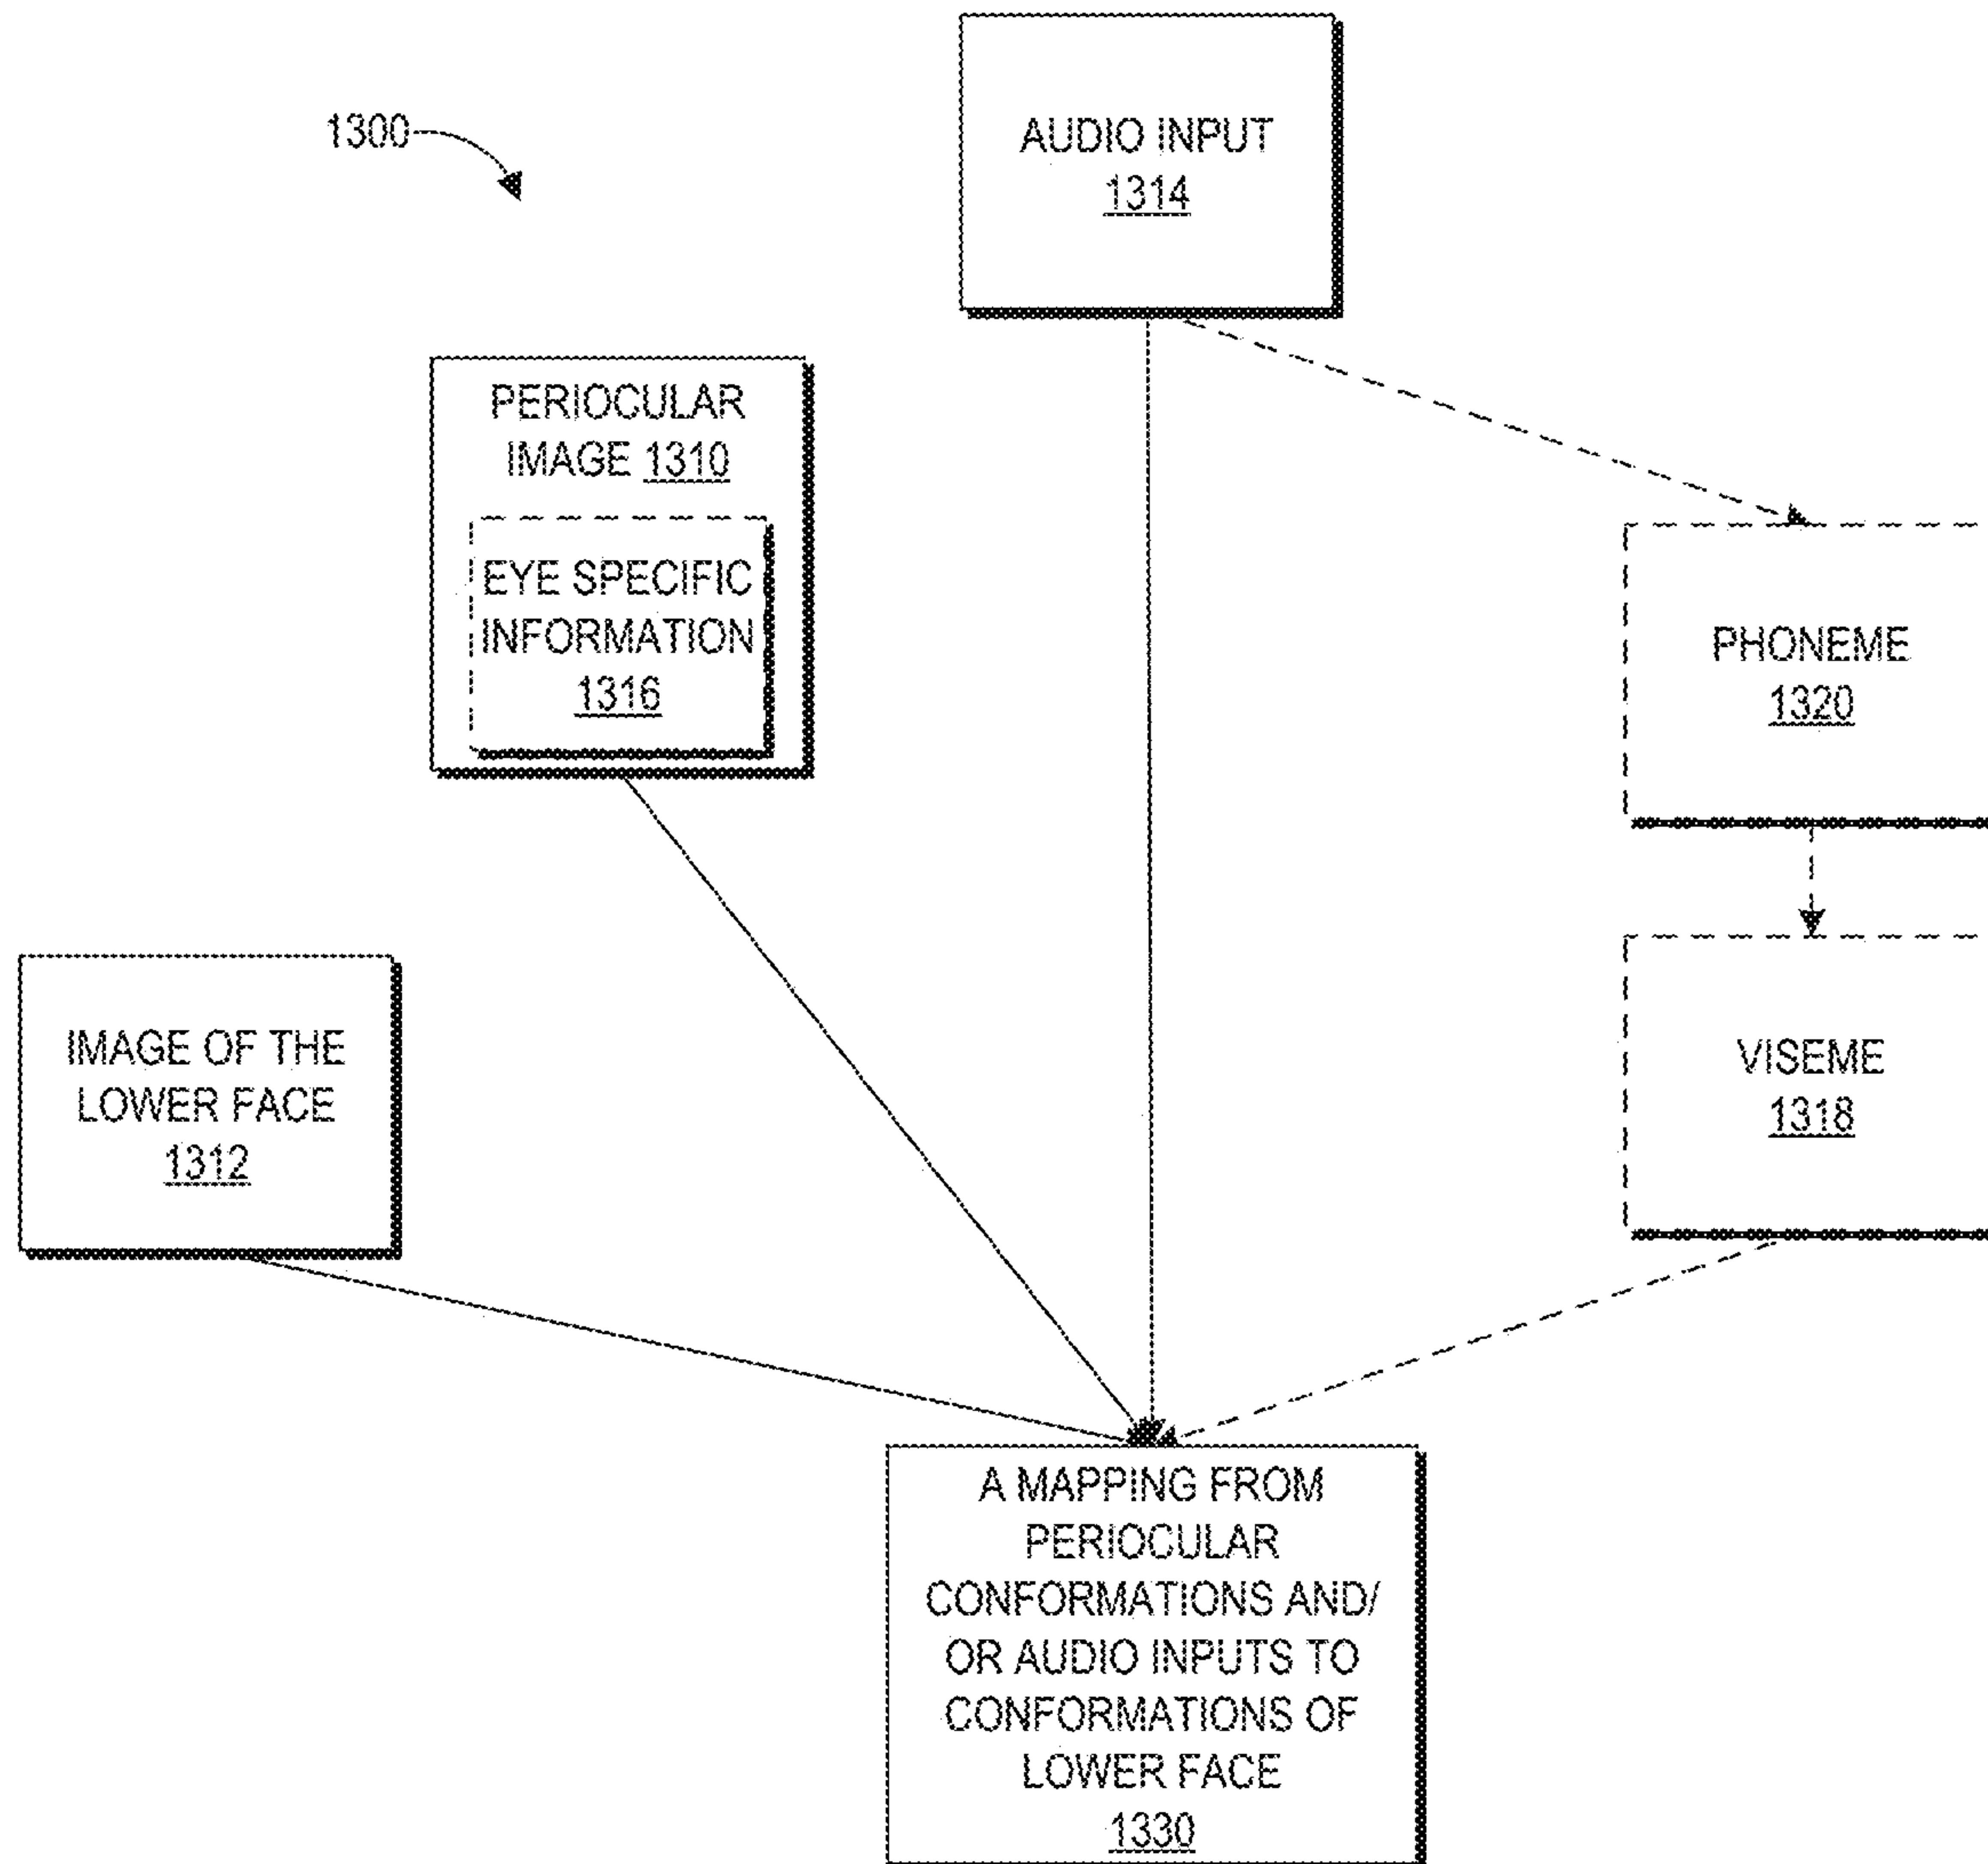 1300
AUDIO INPUT
1314
PERIOCULAR
IMAGE 1310
EYE SPECIFIC
INFORMATION
1316
PHONEME
1320
IMAGE OF THE
LOWER FACE
1312
VISEME
1318
A MAPPING FROM
PERIOCULAR
CONFORMATIONS AND/
OR AUDIO INPUTS TO
CONFORMATIONS OF
LOWER FACE
1330